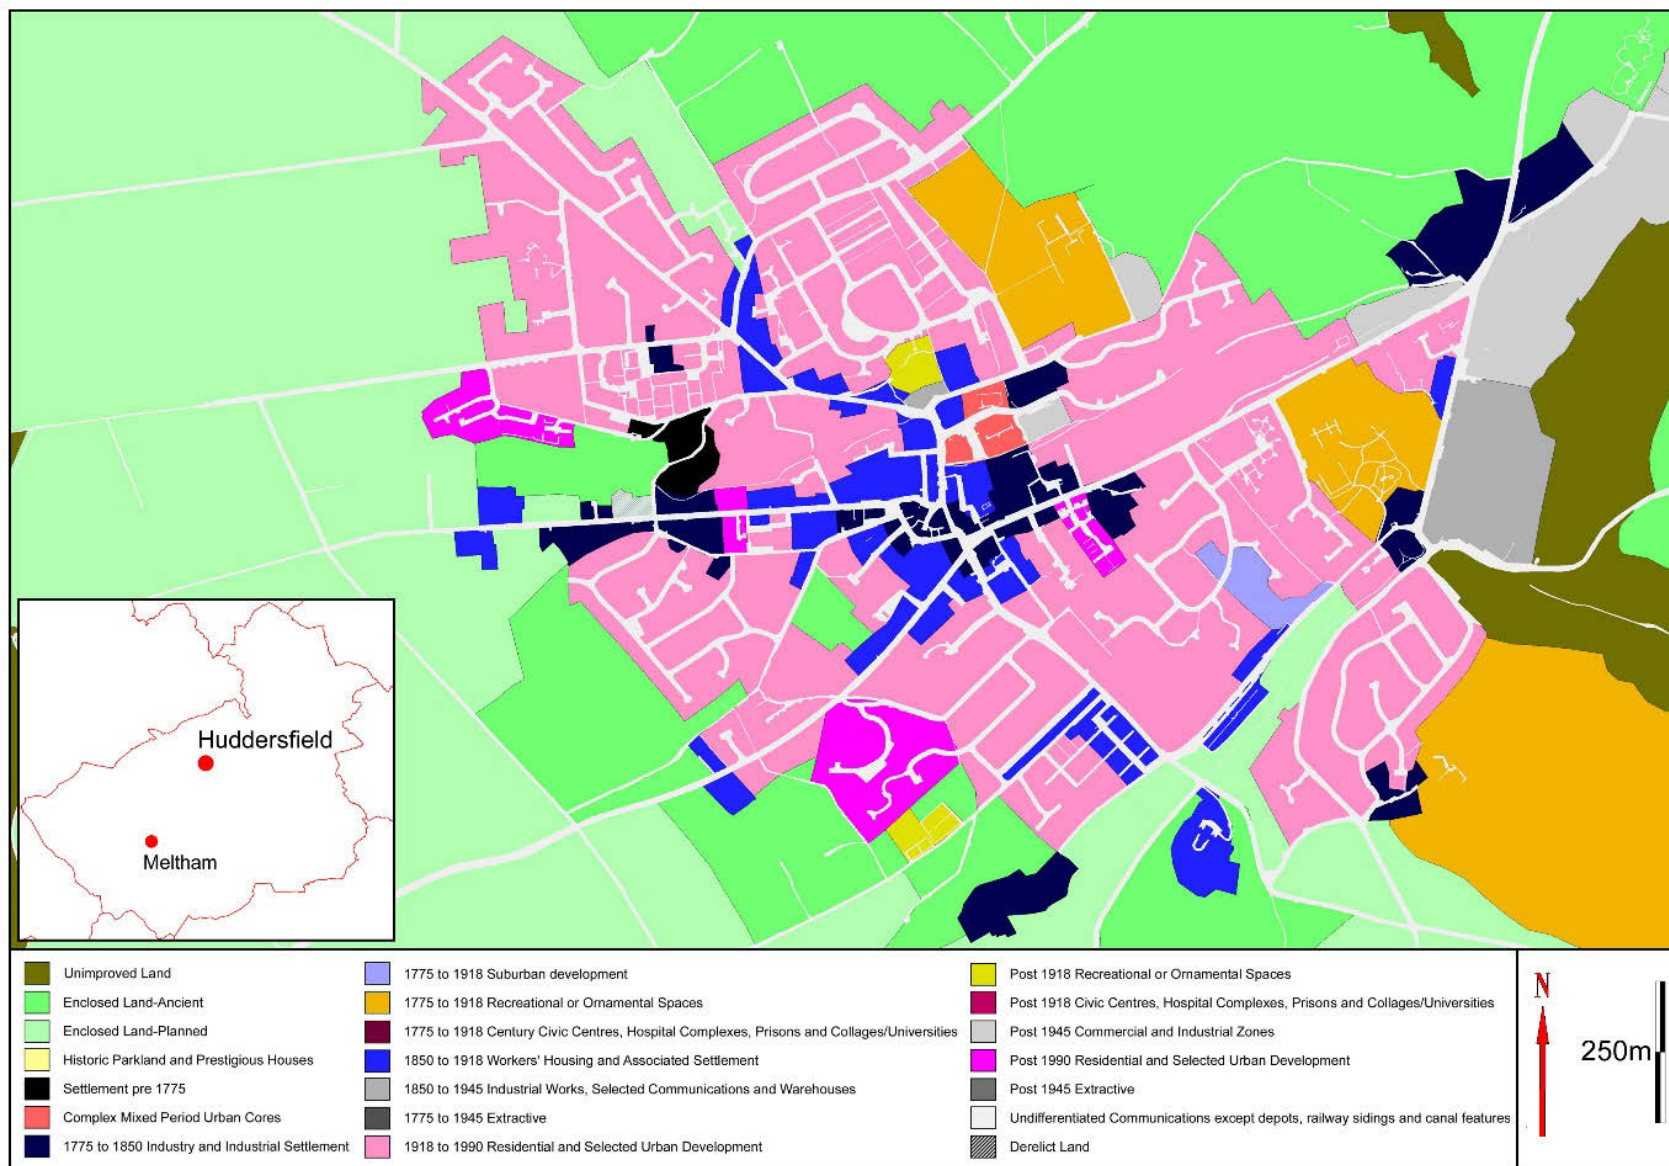 Huddersfield
Meltham
Unimproved Land
Enclosed Land-Ancient
Enclosed Land-Planned
Historic Parkland and Prestigious Houses
Settlement pre 1775
Complex Mixed Period Urban Cores
1775 to 1850 Industry and Industrial Settlement
1775 to 1918 Suburban development
1775 to 1918 Recreational or Ornamental Spaces
1775 to 1918 Century Civic Centres, Hospital Complexes, Prisons and Collages/Universities
1850 to 1918 Workers' Housing and Associated Settlement
1850 to 1945 Industrial Works, Selected Communications and Warehouses
1775 to 1945 Extractive
1918 to 1990 Residential and Selected Urban Development
Post 1918 Recreational or Ornamental Spaces
Post 1918 Civic Centres, Hospital Complexes, Prisons and Collages/Universities
Post 1945 Commercial and Industrial Zones
Post 1990 Residential and Selected Urban Development
Post 1945 Extractive
Undifferentiated Communications except depots, railway sidings and canal features
Derelict Land
N
250m